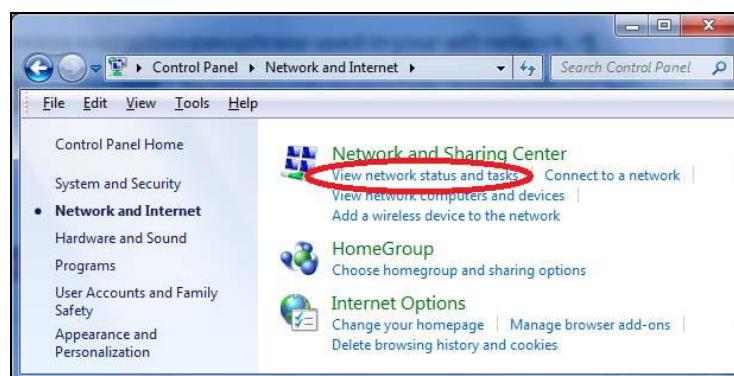 Control Panel Network and Internet Search Control Panel
File Edit View Tools Help
Control Panel Home
System and Security
Network and Internet
Hardware and Sound
Programs
User Accounts and Family
Safety
Appearance and
Personalization
Network and Sharing Center
View network status and tasks Connect to a network
View network computers and devices
Add a wireless device to the network
HomeGroup
Choose homegroup and sharing options
Internet Options
Change your homepage Manage browser add-ons
Delete browsing history and cookies